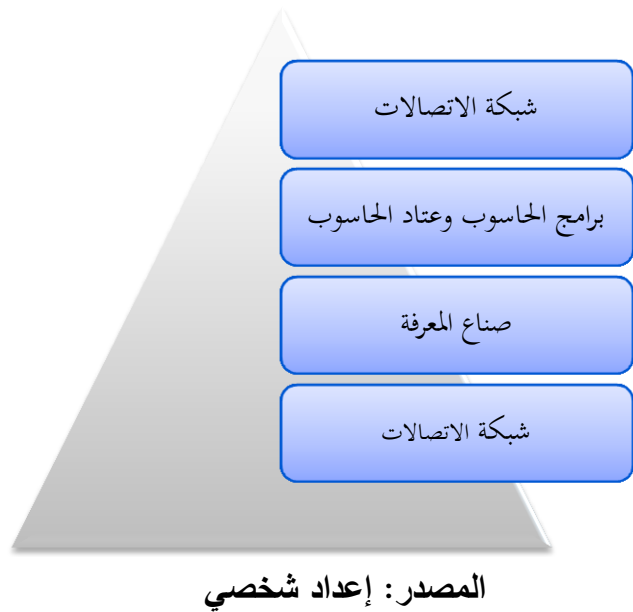 شبكة الاتصالات
برامج الحاسوب وعتاد الحاسوب
صناع المعرفة
شبكة الاتصالات
المصدر: إعداد شخصي